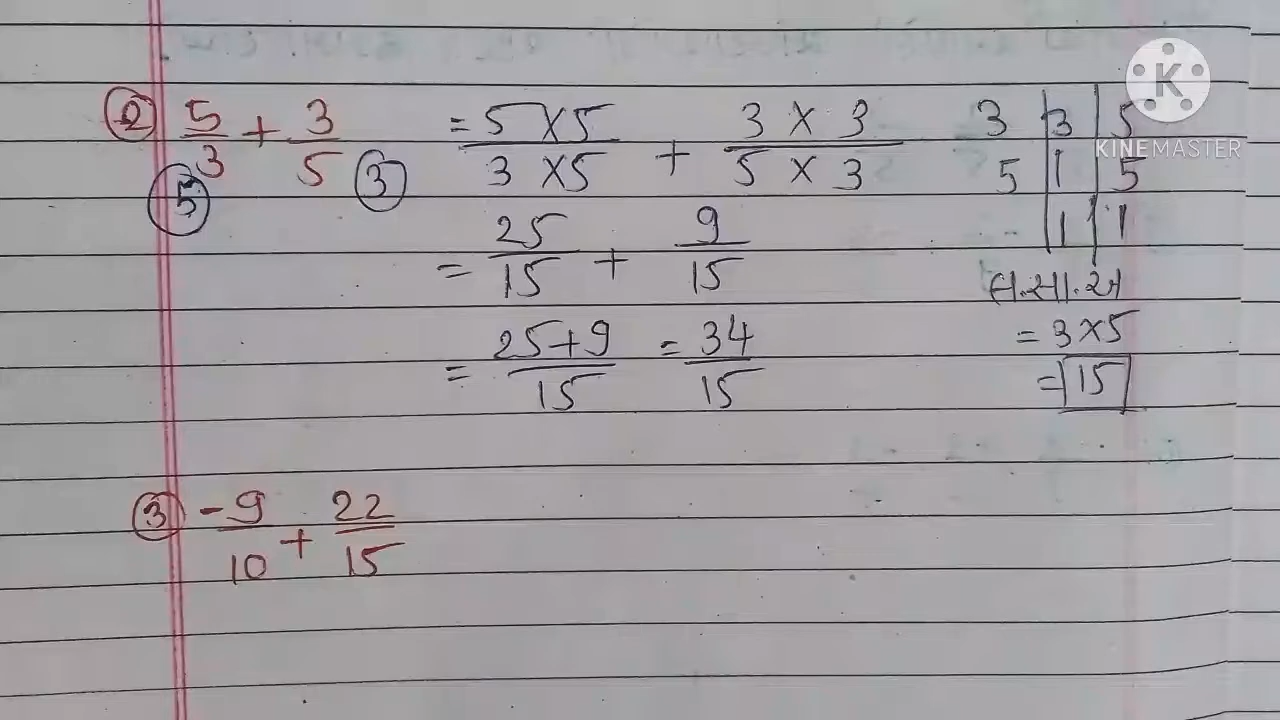 ② 5/3 + 3/5 = 5 × 5 / 3 × 5 + 3 × 3 / 5 × 3
⑤ ③
= 25/15 + 9/15
= 25+9/15 = 34/15
3 | 3 | 5
5 | 1 | 5
| 1 | 1
લ.સા.અ
= 3 × 5
= 15
③ -9/10 + 22/15
KINEMASTER